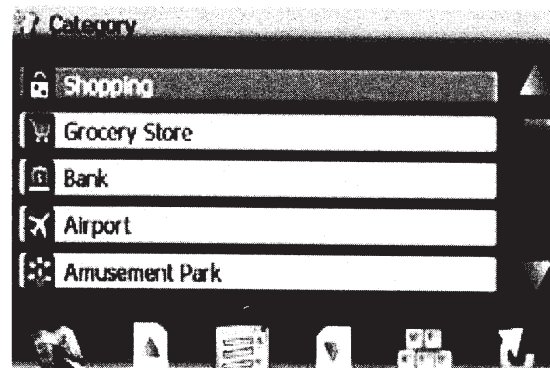 Category
Shopping
Grocery Store
Bank
Airport
Amusement Park